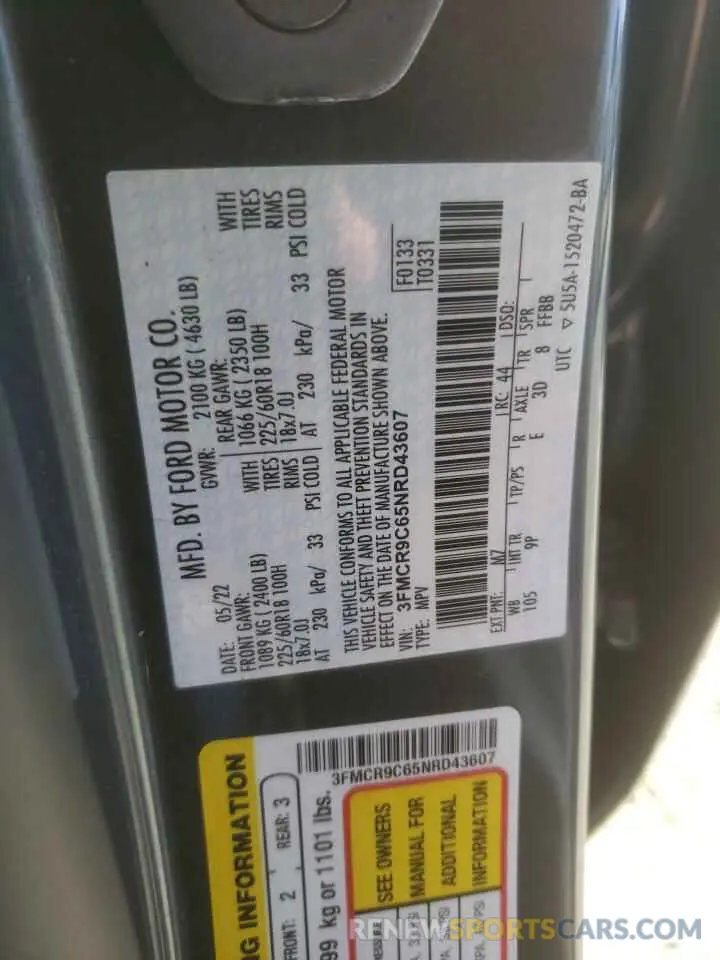 MFD. BY FORD MOTOR CO.
DATE: 05/22 GVWR: 2100 KG ( 4630 LB)
FRONT GAWR: REAR GAWR:
1089 KG ( 2400 LB) WITH 1066 KG ( 2350 LB) WITH
225/60R18 100H TIRES 225/60R18 100H TIRES
18x7.0J RIMS 18x7.0J RIMS
AT 230 kPa/ 33 PSI COLD AT 230 kPa/ 33 PSI COLD
THIS VEHICLE CONFORMS TO ALL APPLICABLE FEDERAL MOTOR
VEHICLE SAFETY AND THEFT PREVENTION STANDARDS IN
EFFECT ON THE DATE OF MANUFACTURE SHOWN ABOVE.
VIN: 3FMCR9C65NRD43607 F0133
TYPE: MPV T0331
EXT PNT: M7 RC: 44 DSO:
WB INT TR TP/PS R AXLE TR SPR
105 9P E 3D 8 FFBB
UTC ▽ 5U5A-1520472-BA
NG INFORMATION
FRONT: 2 REAR: 3
99 kg or 1101 lbs.
3FMCR9C65NRD43607
SEE OWNERS
MANUAL FOR
ADDITIONAL
INFORMATION
RENEWSPORTSCARS.COM